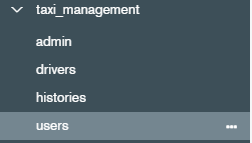 taxi_management
admin
drivers
histories
users